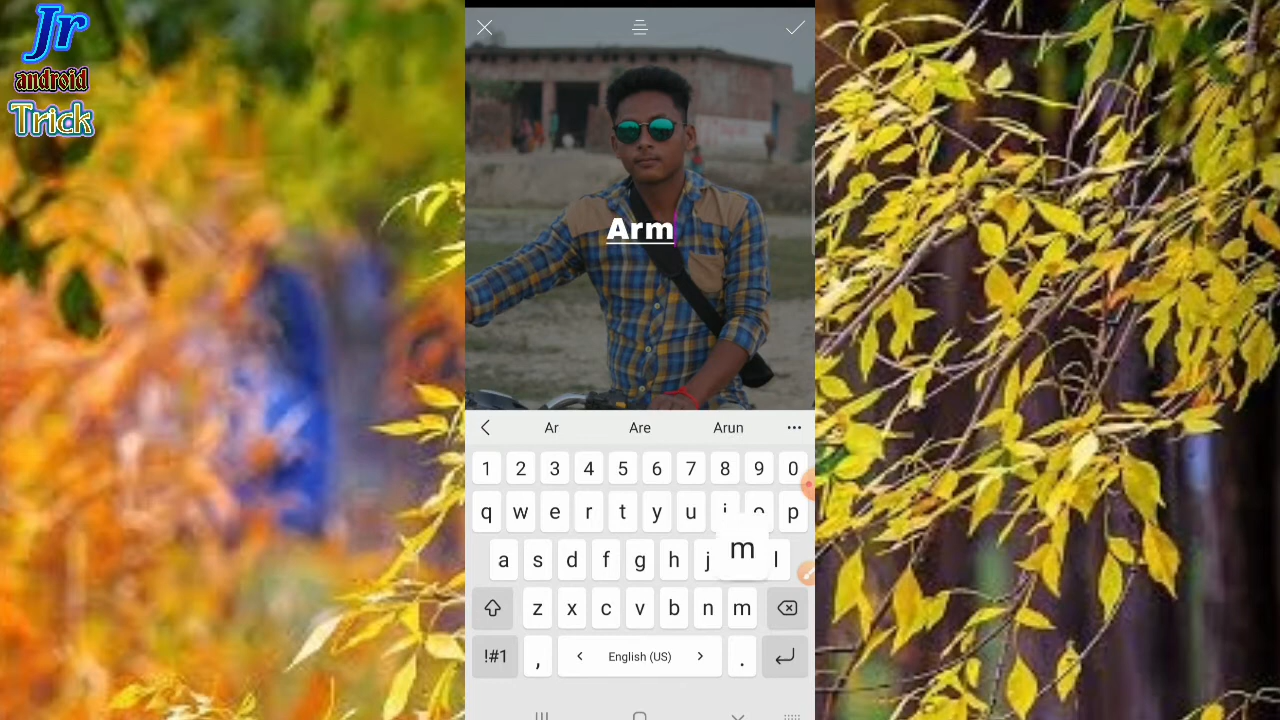 Jr
android
Trick
Arm
Ar Are Arun
1 2 3 4 5 6 7 8 9 0
q w e r t y u i o p
a s d f g h j m l
z x c v b n m
!#1 , English (US) .